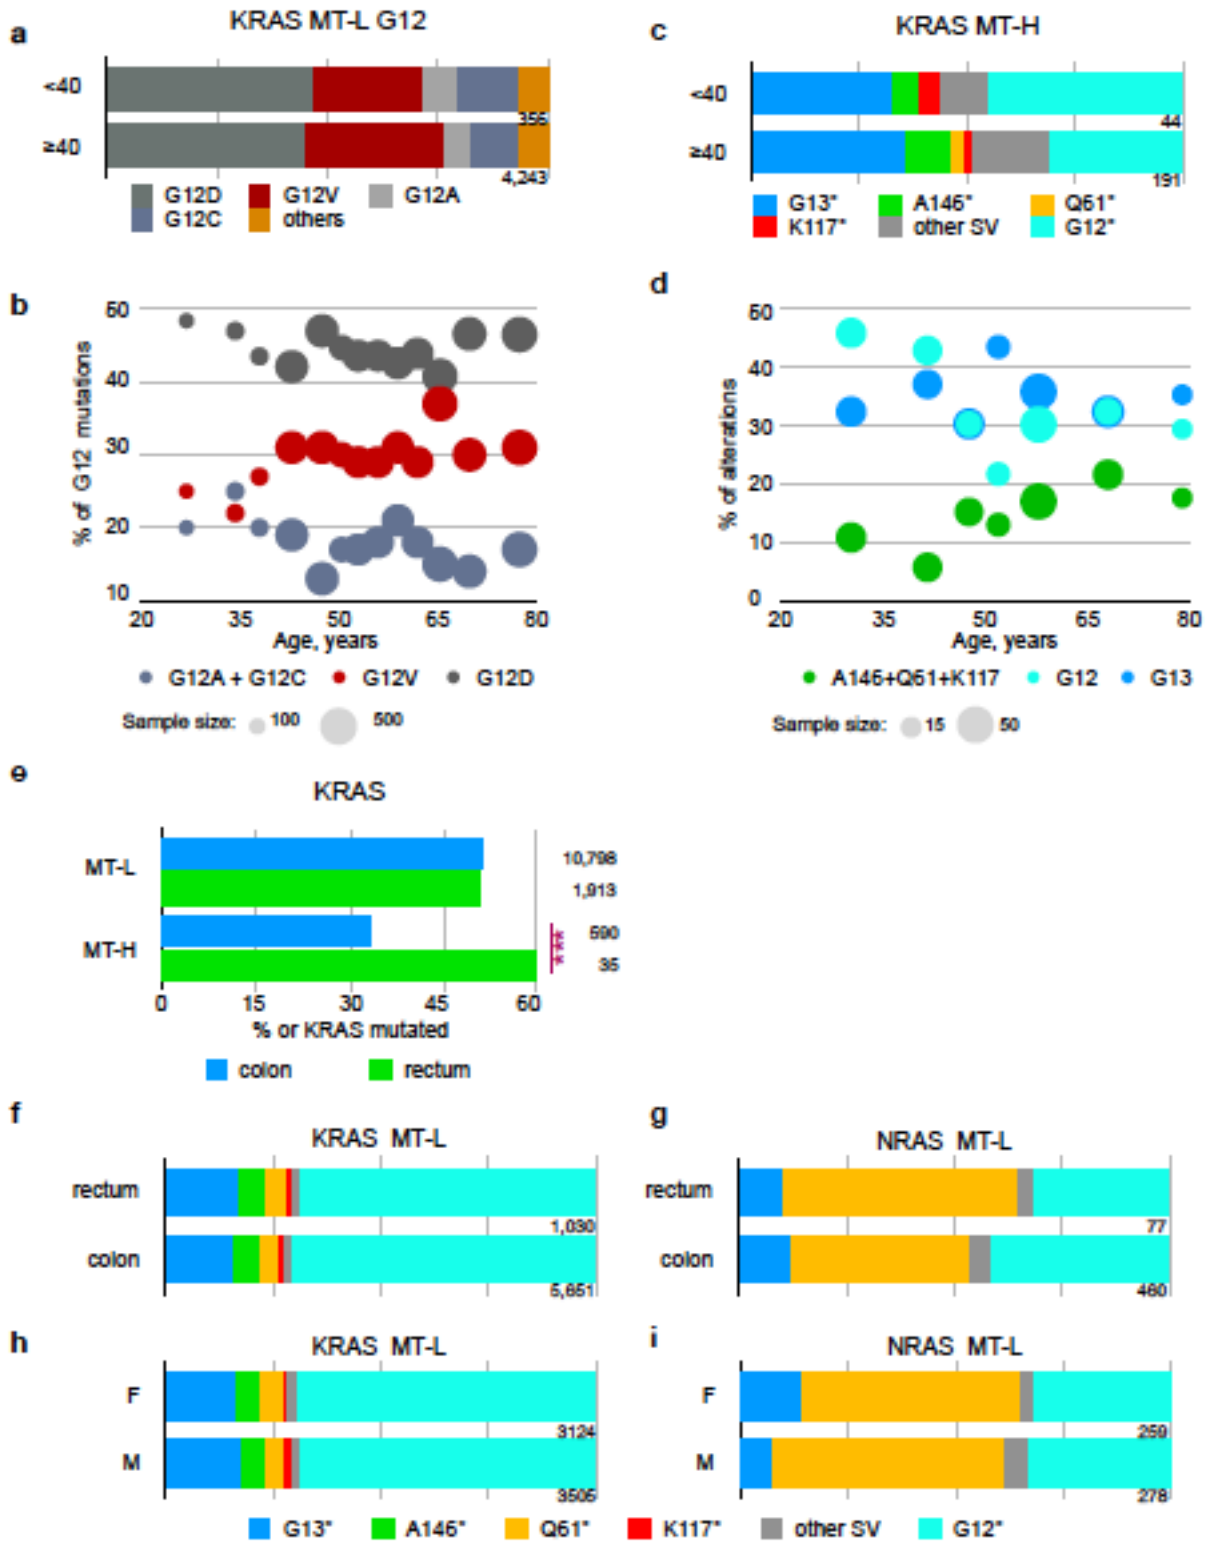 a
KRAS MT-L G12
<40
356
≥40
4,243
G12D
G12V
G12A
G12C
others
c
KRAS MT-H
<40
44
≥40
191
G13*
A146*
Q61*
K117*
other SV
G12*
b
50
40
30
20
10
% of G12 mutations
20 35 50 65 80
Age, years
G12A + G12C G12V G12D
Sample size: 100 500
d
50
40
30
20
10
0
% of alterations
20 35 50 65 80
Age, years
A146+Q61+K117 G12 G13
Sample size: 15 50
e
KRAS
MT-L
10,798
1,913
MT-H
590
35
***
0 15 30 45 60
% or KRAS mutated
colon rectum
f
KRAS MT-L
rectum
1,030
colon
5,651
g
NRAS MT-L
rectum
77
colon
460
h
KRAS MT-L
F
3124
M
3505
i
NRAS MT-L
F
259
M
278
G13* A146* Q61* K117* other SV G12*